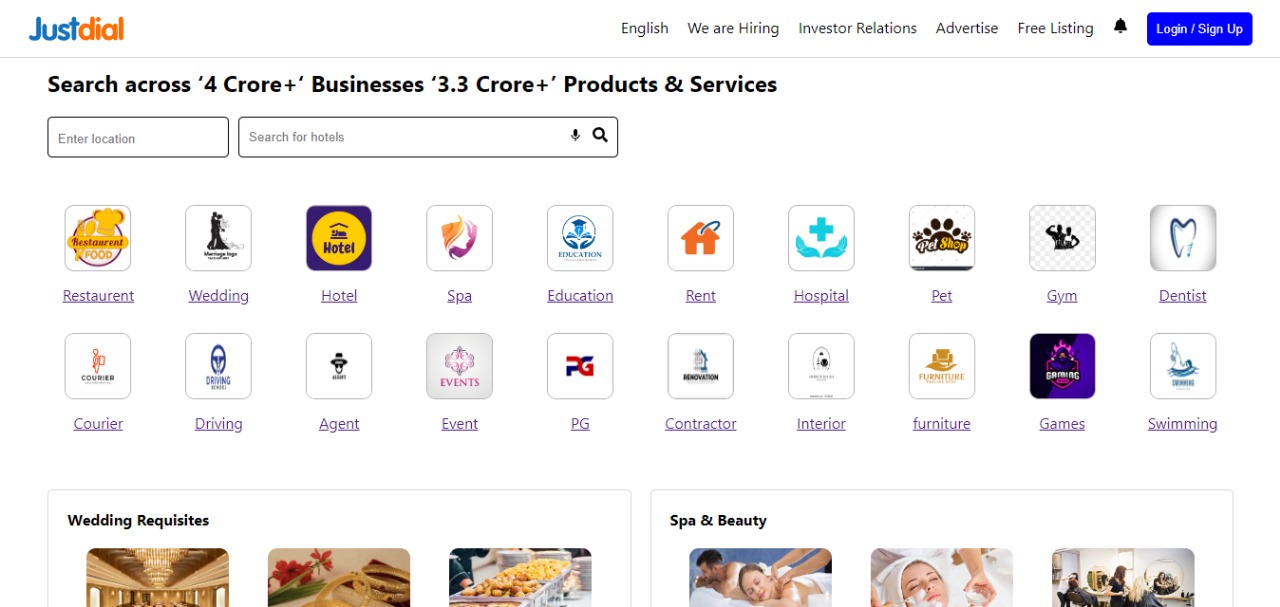 Justdial
English We are Hiring Investor Relations Advertise Free Listing Login / Sign Up
Search across ‘4 Crore+‘ Businesses ‘3.3 Crore+’ Products & Services
Enter location Search for hotels
Restaurent
FOOD
Marriage logo
Hotel
EDUCATION
Pet Shop
Restaurent Wedding Hotel Spa Education Rent Hospital Pet Gym Dentist
COURIER
DRIVING
SCHOOL
AGENT
EVENTS
PG
RENOVATION
FURNITURE
GAMING
SWIMMING
Courier Driving Agent Event PG Contractor Interior furniture Games Swimming
Wedding Requisites Spa & Beauty